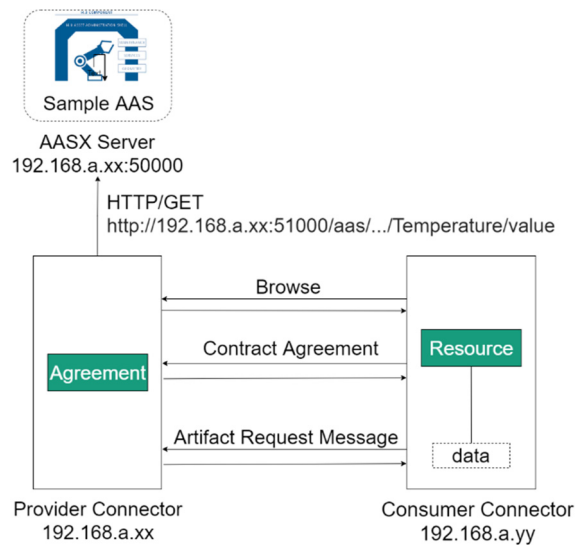 Sample AAS
AASX Server
192.168.a.xx:50000
HTTP/GET
http://192.168.a.xx:51000/aas/.../Temperature/value
Browse
Contract Agreement
Resource
Agreement
Artifact Request Message
data
Provider Connector
192.168.a.xx
Consumer Connector
192.168.a.yy